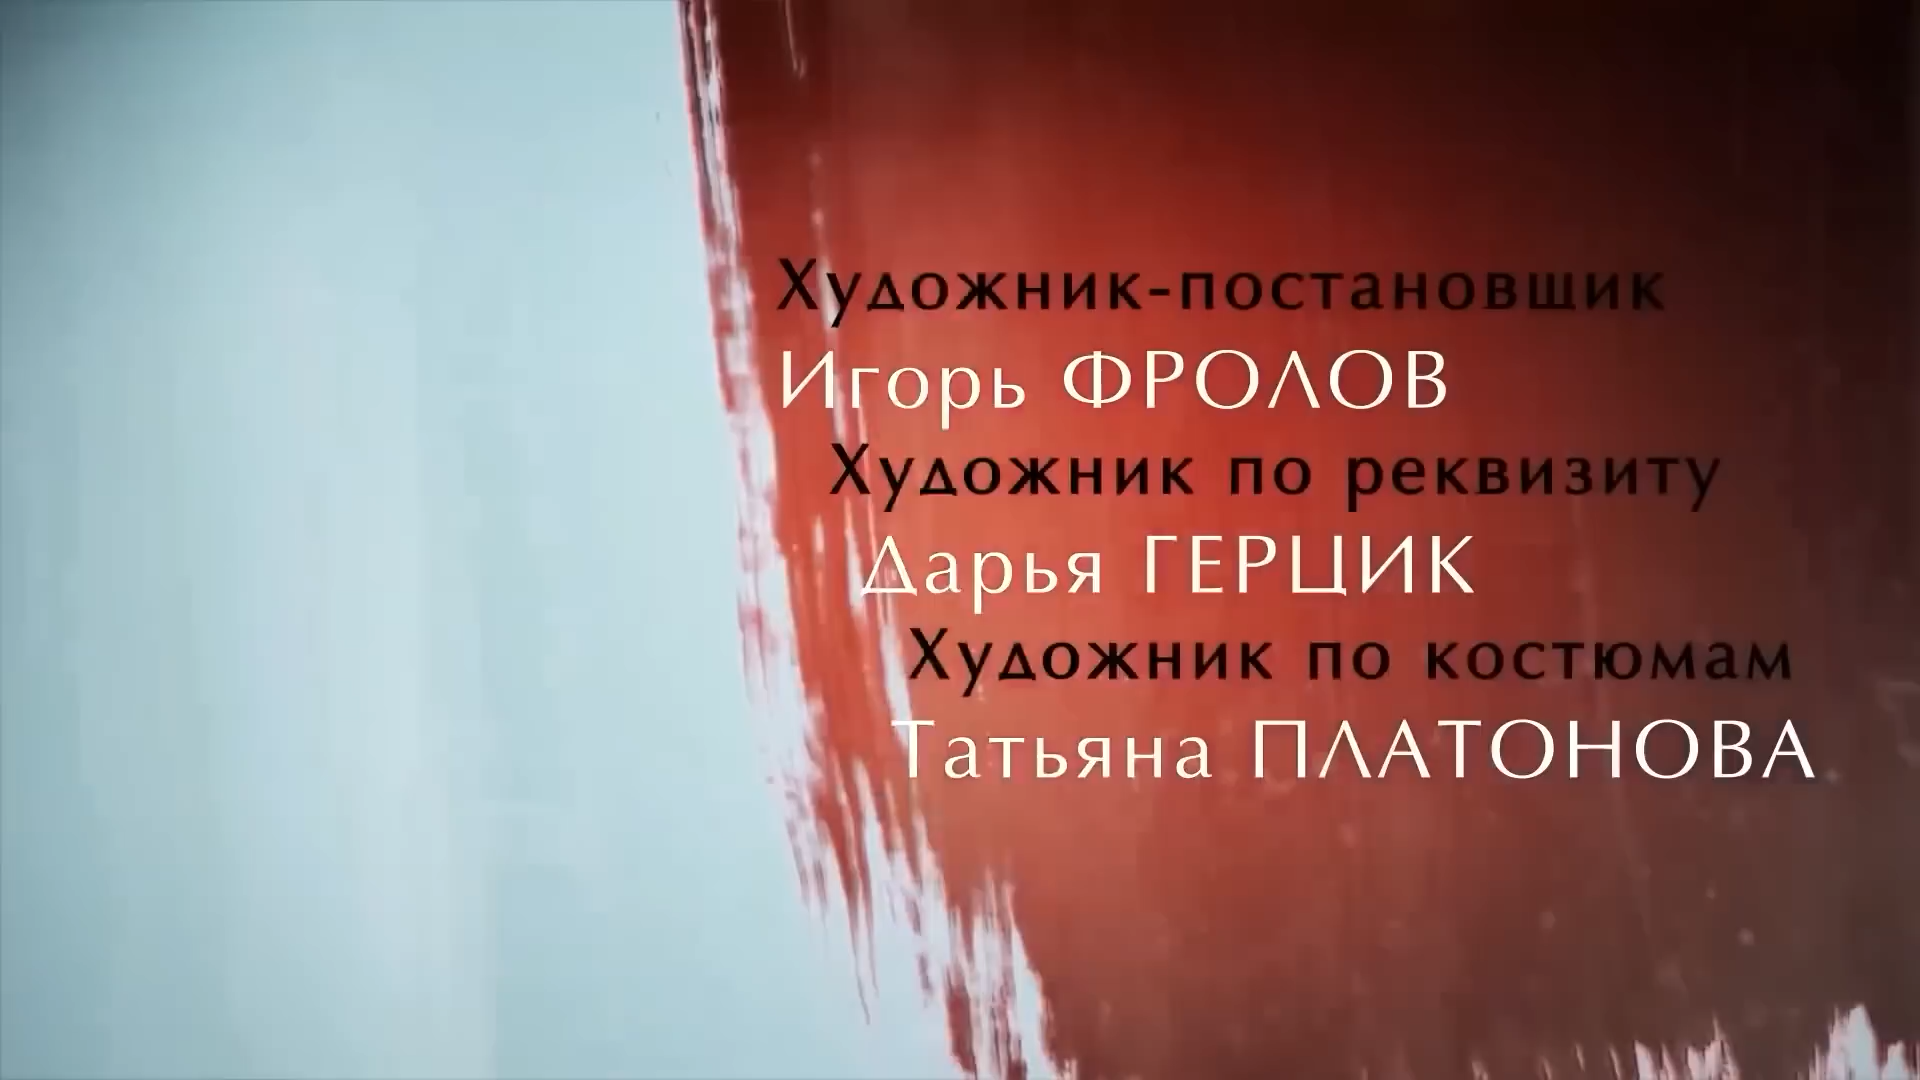 Художник-постановщик
Игорь ФРОЛОВ
Художник по реквизиту
Дарья ГЕРЦИК
Художник по костюмам
Татьяна ПЛАТОНОВА